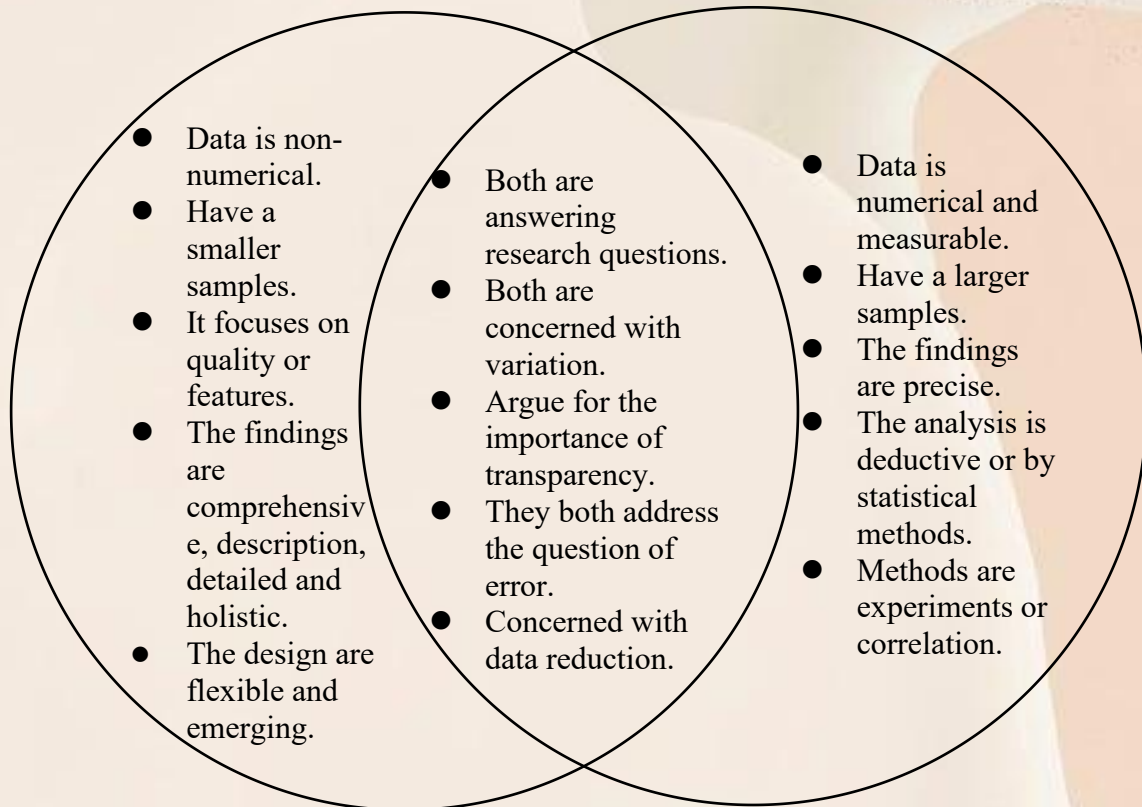 ● Data is non-
numerical.
● Have a
smaller
samples.
● It focuses on
quality or
features.
● The findings
are
comprehensiv
e, description,
detailed and
holistic.
● The design are
flexible and
emerging.
● Both are
answering
research questions.
● Both are
concerned with
variation.
● Argue for the
importance of
transparency.
● They both address
the question of
error.
● Concerned with
data reduction.
● Data is
numerical and
measurable.
● Have a larger
samples.
● The findings
are precise.
● The analysis is
deductive or by
statistical
methods.
● Methods are
experiments or
correlation.